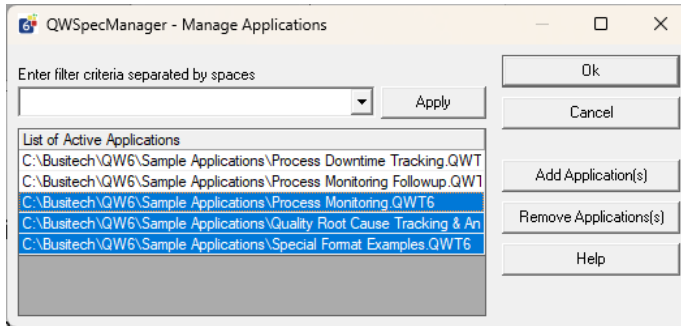 QWSpecManager - Manage Applications
Enter filter criteria separated by spaces
Apply
List of Active Applications
C:\Busitech\QW6\Sample Applications\Process Downtime Tracking.QWT
C:\Busitech\QW6\Sample Applications\Process Monitoring Followup.QWT
C:\Busitech\QW6\Sample Applications\Process Monitoring.QWT6
C:\Busitech\QW6\Sample Applications\Quality Root Cause Tracking & An
C:\Busitech\QW6\Sample Applications\Special Format Examples.QWT6
Ok
Cancel
Add Application(s)
Remove Applications(s)
Help